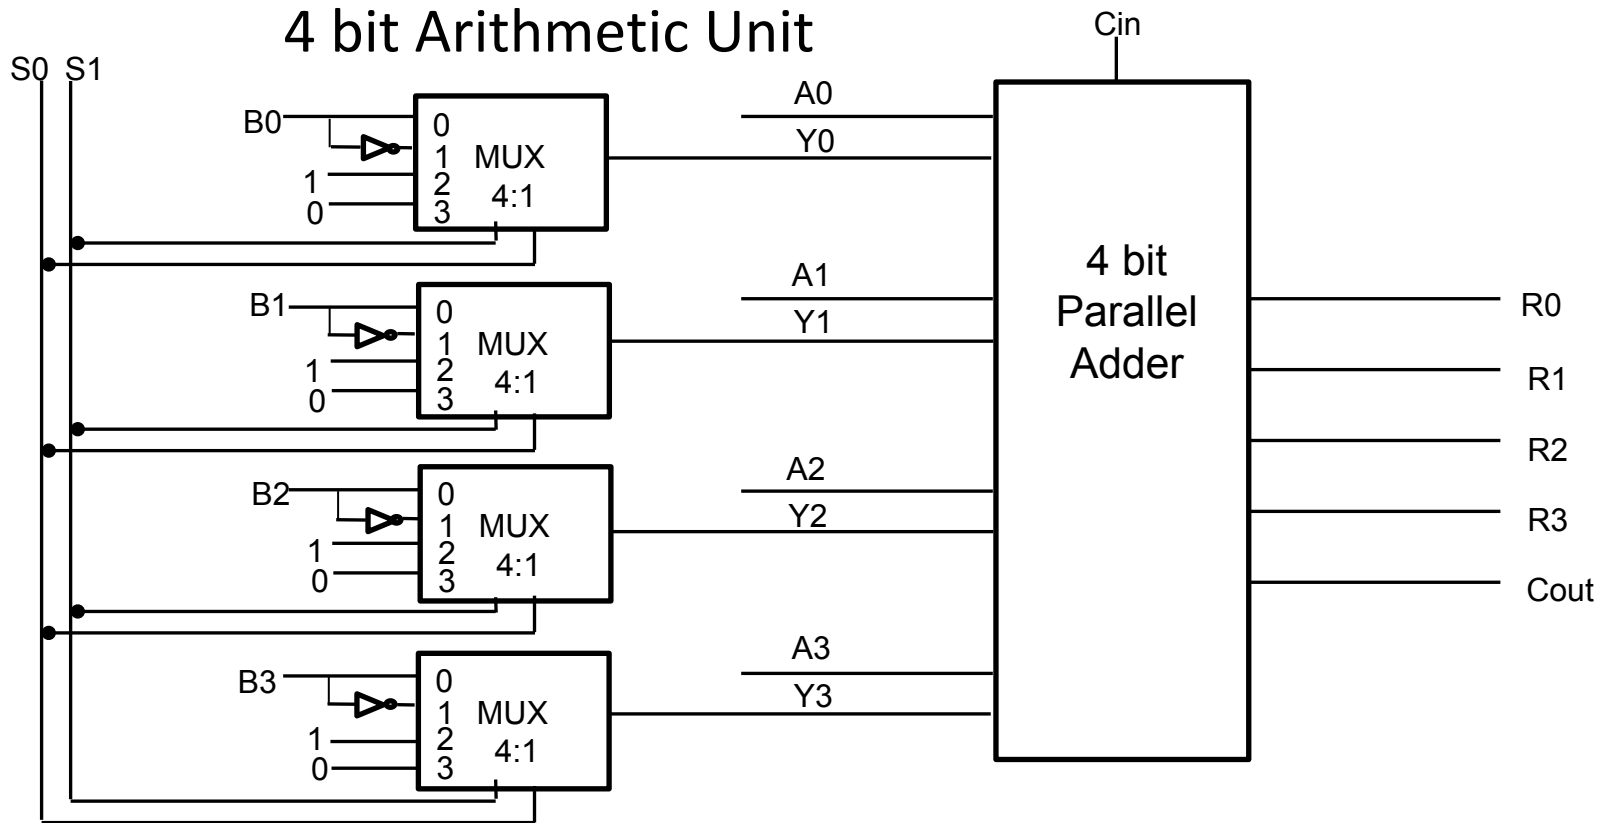 4 bit Arithmetic Unit
Cin
S0 S1
B0
0
1
2
3
1
0
MUX
4:1
A0
Y0
B1
0
1
2
3
1
0
MUX
4:1
A1
Y1
B2
0
1
2
3
1
0
MUX
4:1
A2
Y2
B3
0
1
2
3
1
0
MUX
4:1
A3
Y3
4 bit
Parallel
Adder
R0
R1
R2
R3
Cout